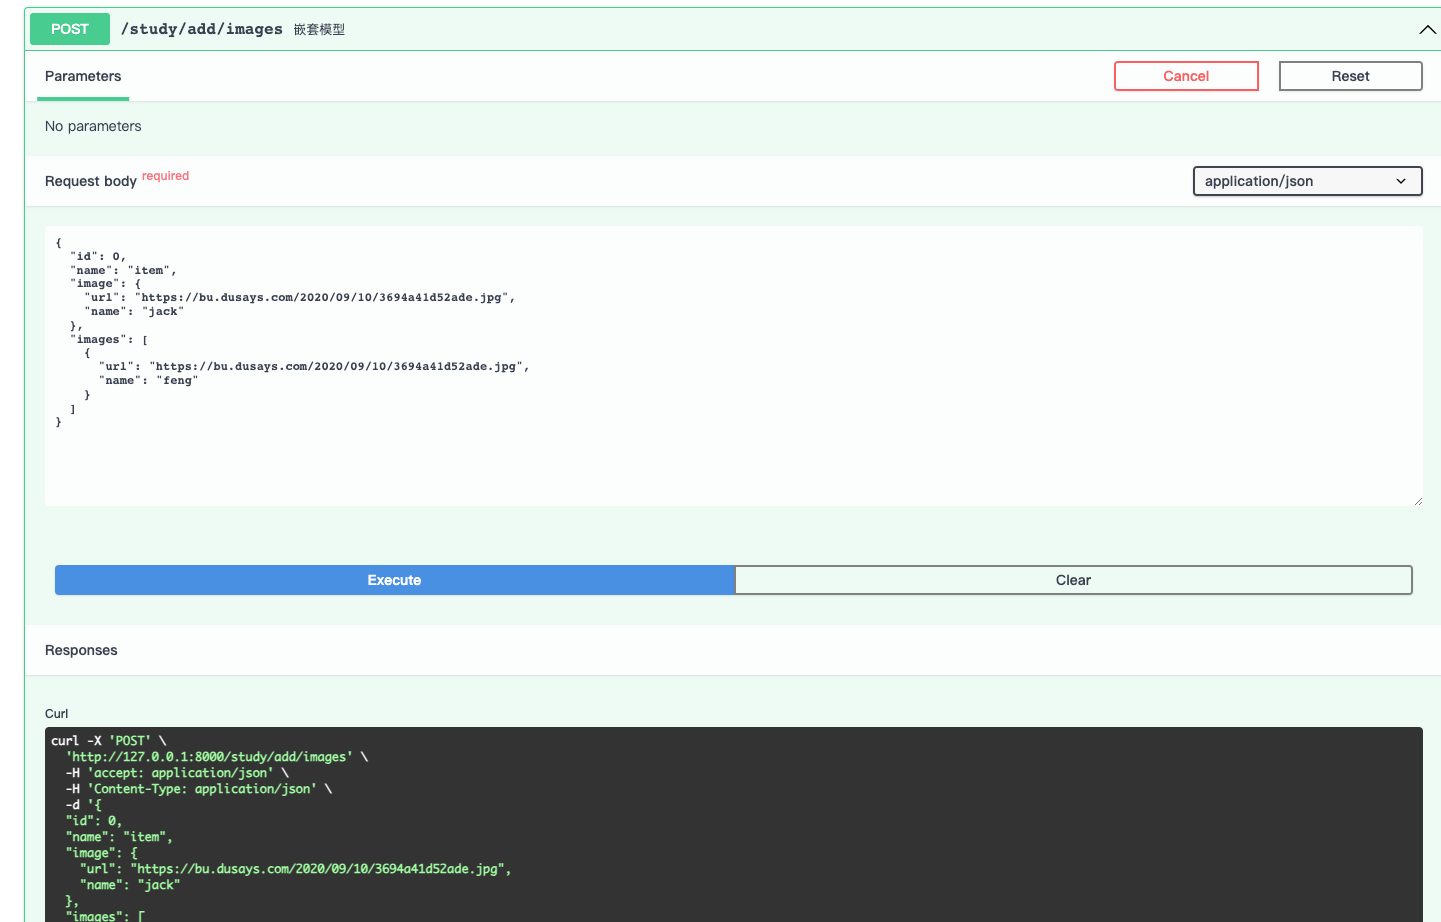 POST /study/add/images 嵌套模型
Parameters
Cancel
Reset
No parameters
Request body required
application/json
{
  "id": 0,
  "name": "item",
  "image": {
    "url": "https://bu.dusays.com/2020/09/10/3694a41d52ade.jpg",
    "name": "jack"
  },
  "images": [
    {
      "url": "https://bu.dusays.com/2020/09/10/3694a41d52ade.jpg",
      "name": "feng"
    }
  ]
}
Execute
Clear
Responses
Curl
curl -X 'POST' \
  'http://127.0.0.1:8000/study/add/images' \
  -H 'accept: application/json' \
  -H 'Content-Type: application/json' \
  -d '{
  "id": 0,
  "name": "item",
  "image": {
    "url": "https://bu.dusays.com/2020/09/10/3694a41d52ade.jpg",
    "name": "jack"
  },
  "images": [